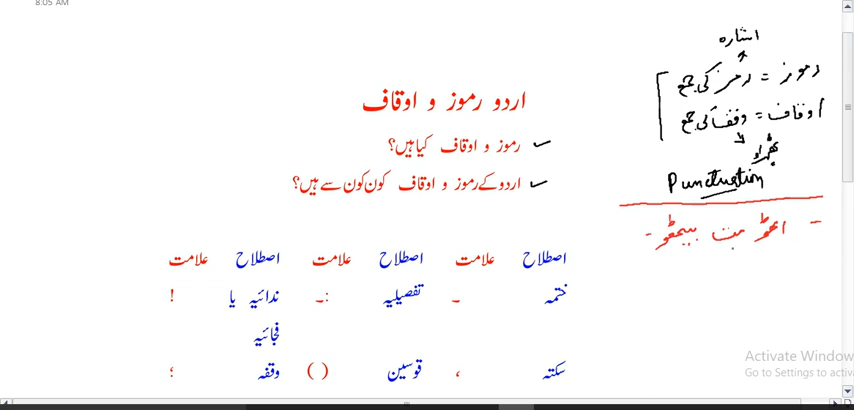 8:05 AM
اشارہ
رموز = رمز کی جمع
اوقاف = وقف کی جمع
ٹھہراو
Punctuation
اردو رموز و اوقاف
رموز و اوقاف کیا ہیں؟
اردو کے رموز و اوقاف کون کون سے ہیں؟
- اٹھو مت بیٹھو -
اصطلاح علامت اصطلاح علامت اصطلاح علامت
ختمہ ۔ تفصیلیہ :۔ ندائیہ یا !
فجائیہ
سکتہ ، قوسین ( ) وقفہ ؛
Activate Window
Go to Settings to activ